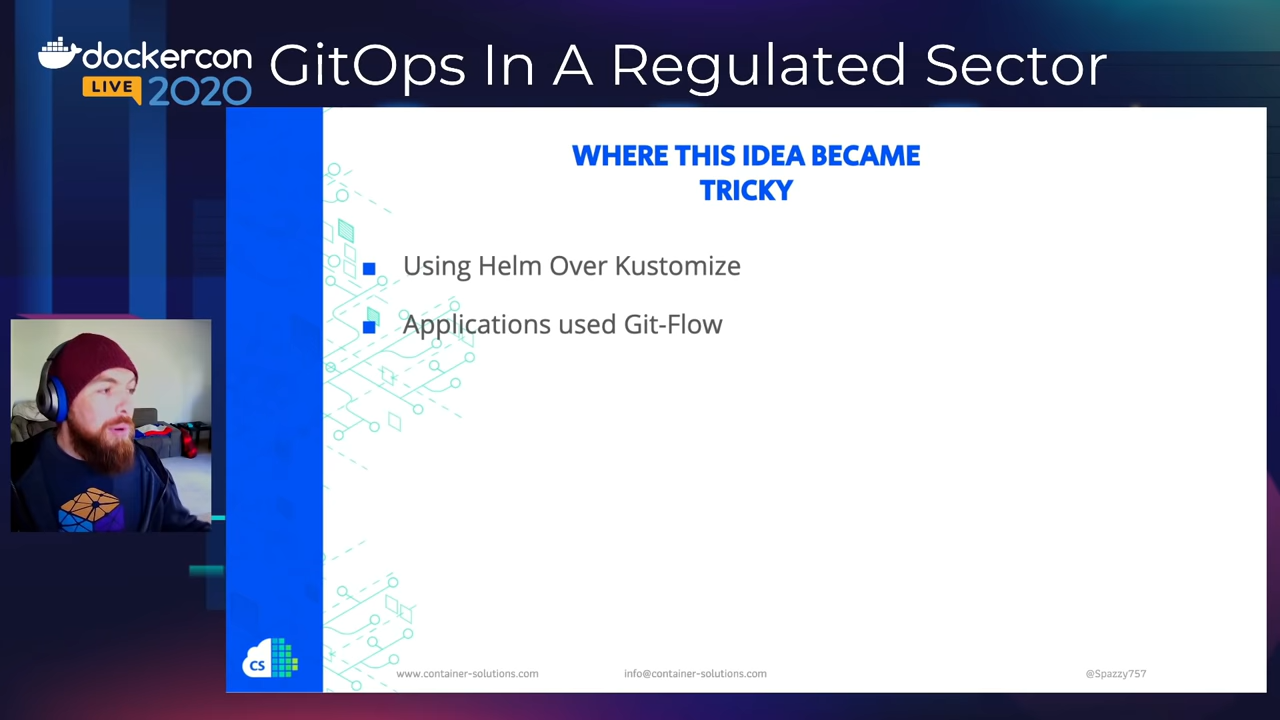 dockercon
LIVE 2020
GitOps In A Regulated Sector
WHERE THIS IDEA BECAME
TRICKY
Using Helm Over Kustomize
Applications used Git-Flow
CS
www.container-solutions.com
info@container-solutions.com
@Spazzy757